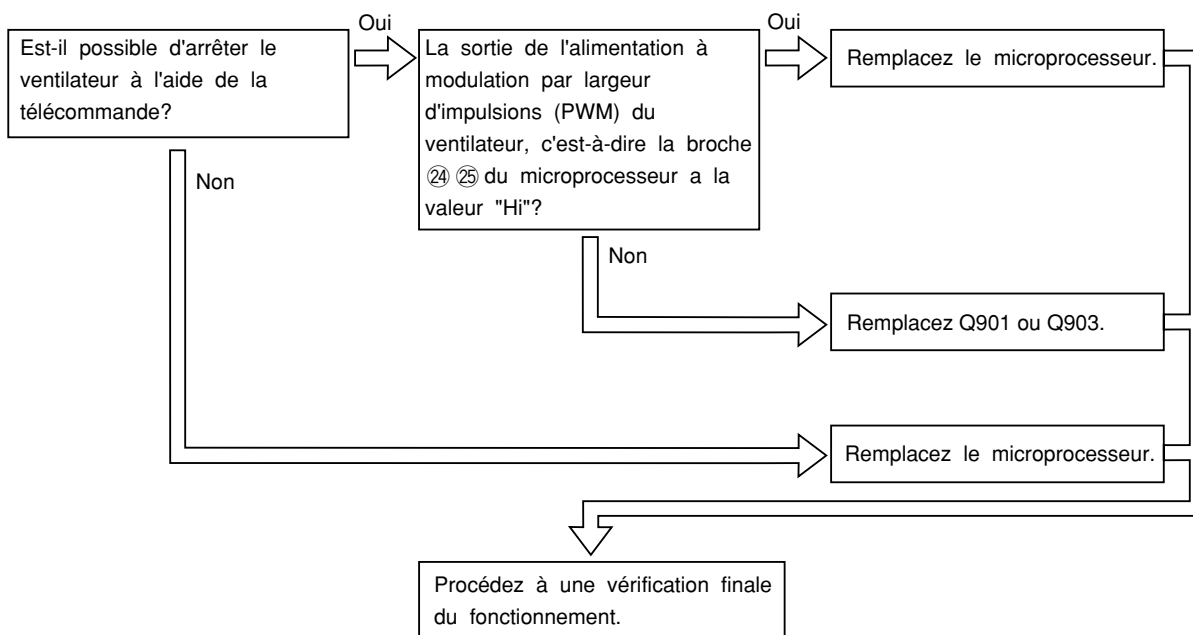 Est-il possible d'arrêter le
ventilateur à l'aide de la
télécommande?
Oui
La sortie de l'alimentation à
modulation par largeur
d'impulsions (PWM) du
ventilateur, c'est-à-dire la broche
㉔ ㉕ du microprocesseur a la
valeur "Hi"?
Oui
Remplacez le microprocesseur.
Non
Non
Remplacez Q901 ou Q903.
Remplacez le microprocesseur.
Procédez à une vérification finale
du fonctionnement.